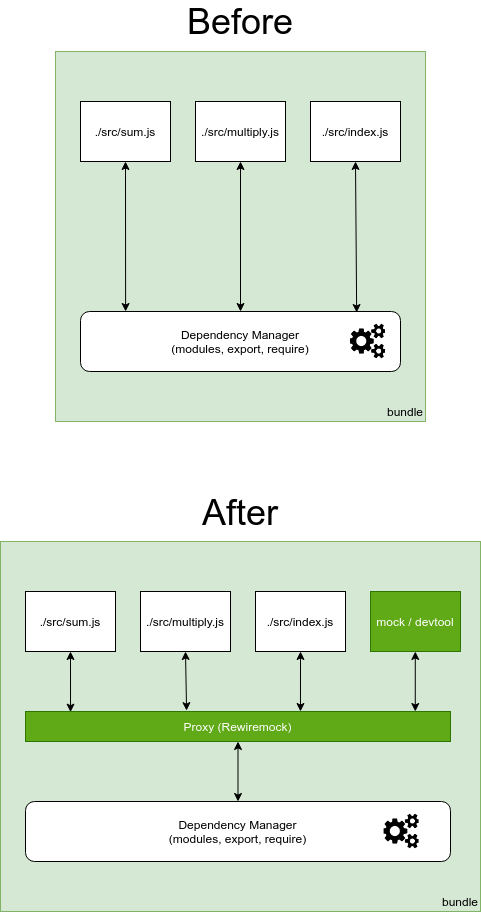 Before
./src/sum.js
./src/multiply.js
./src/index.js
Dependency Manager
(modules, export, require)
bundle
After
./src/sum.js
./src/multiply.js
./src/index.js
mock / devtool
Proxy (Rewiremock)
Dependency Manager
(modules, export, require)
bundle